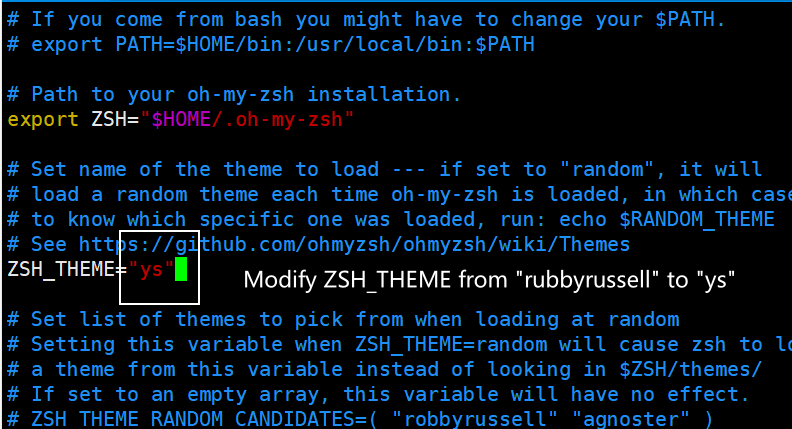 # If you come from bash you might have to change your $PATH.
# export PATH=$HOME/bin:/usr/local/bin:$PATH
# Path to your oh-my-zsh installation.
export ZSH="$HOME/.oh-my-zsh"
# Set name of the theme to load --- if set to "random", it will
# load a random theme each time oh-my-zsh is loaded, in which case
# to know which specific one was loaded, run: echo $RANDOM_THEME
# See https://github.com/ohmyzsh/ohmyzsh/wiki/Themes
ZSH_THEME="ys"
Modify ZSH_THEME from "rubbyrussell" to "ys"
# Set list of themes to pick from when loading at random
# Setting this variable when ZSH_THEME=random will cause zsh to lo
# a theme from this variable instead of looking in $ZSH/themes/
# If set to an empty array, this variable will have no effect.
# ZSH_THEME_RANDOM_CANDIDATES=( "robbyrussell" "agnoster" )